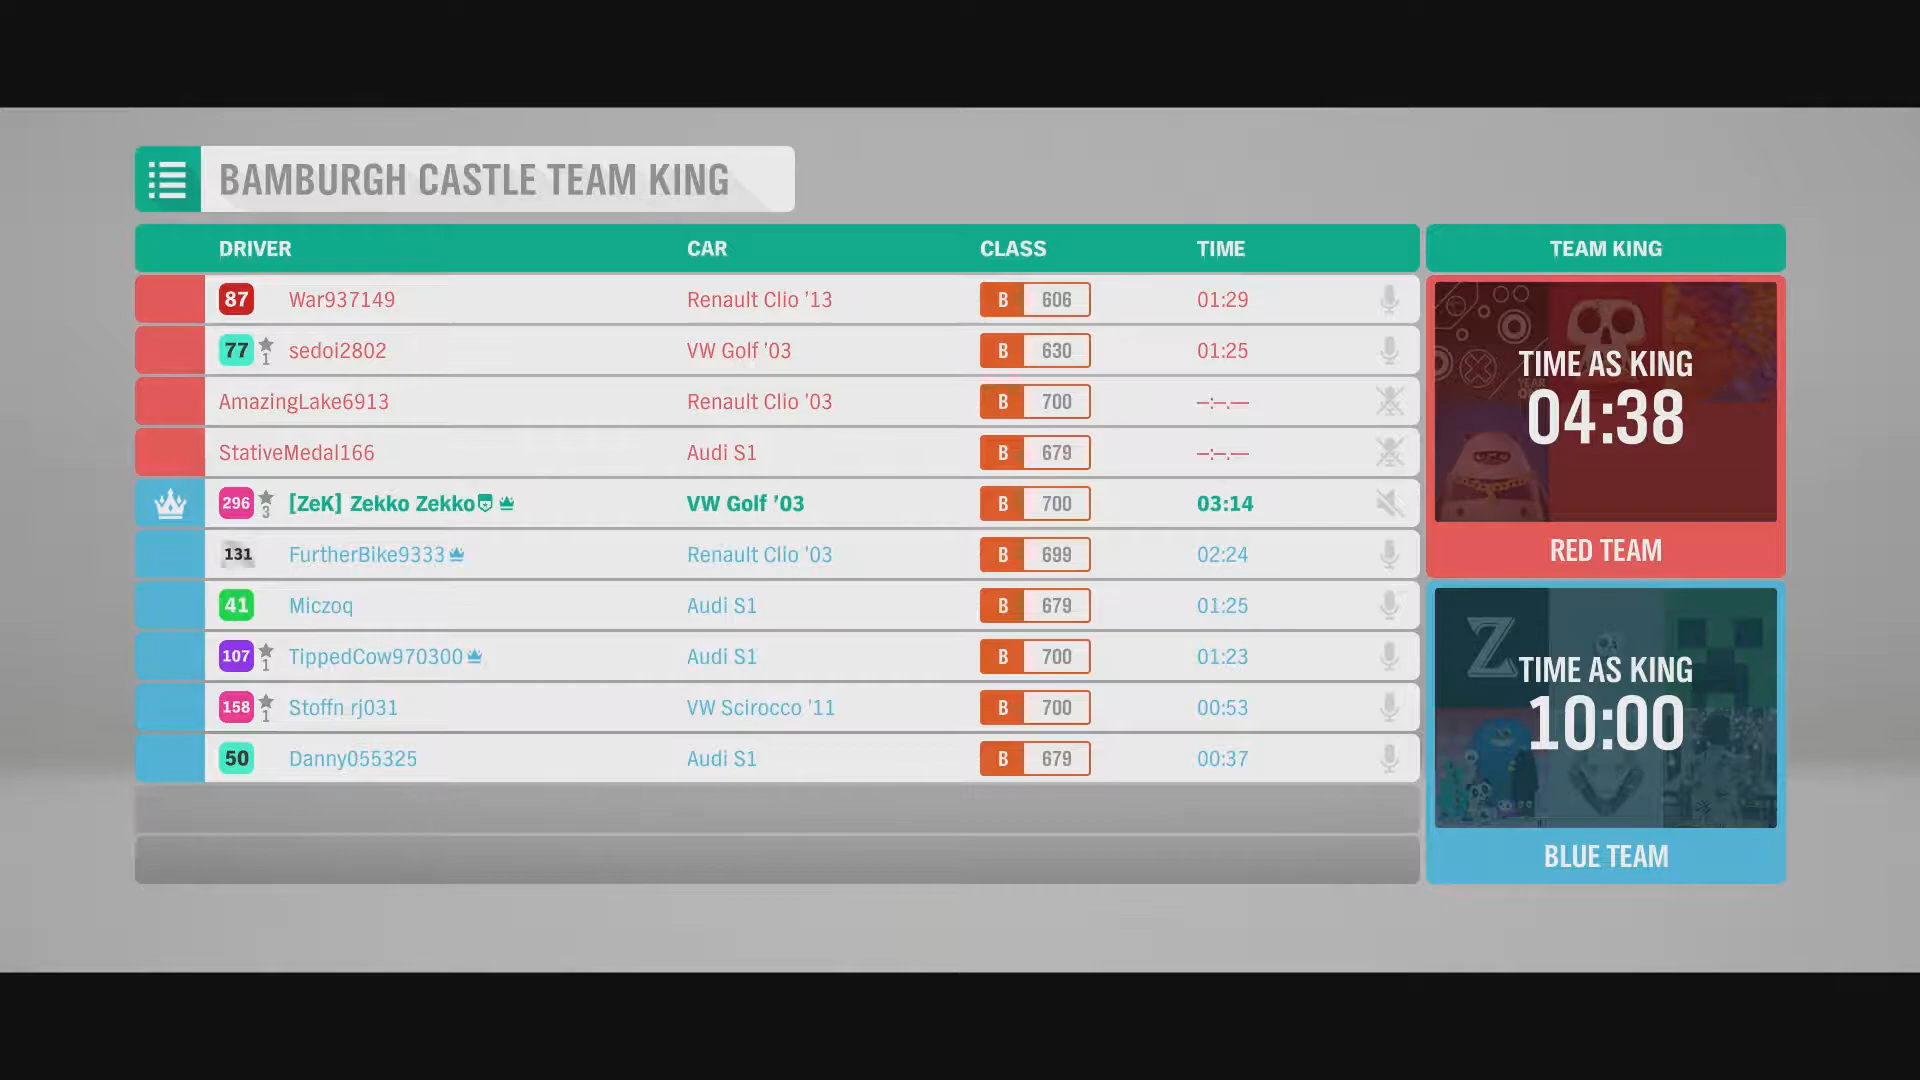 BAMBURGH CASTLE TEAM KING
DRIVER CAR CLASS TIME
87 War937149 Renault Clio '13 B 606 01:29
77 1 sedoi2802 VW Golf '03 B 630 01:25
AmazingLake6913 Renault Clio '03 B 700 --:--.---
StativeMedal166 Audi S1 B 679 --:--.---
296 3 [ZeK] Zekko Zekko VW Golf '03 B 700 03:14
131 FurtherBike9333 Renault Clio '03 B 699 02:24
41 Miczoq Audi S1 B 679 01:25
107 1 TippedCow970300 Audi S1 B 700 01:23
158 1 Stoffn rj031 VW Scirocco '11 B 700 00:53
50 Danny055325 Audi S1 B 679 00:37
TEAM KING
TIME AS KING
04:38
RED TEAM
Z
TIME AS KING
10:00
BLUE TEAM